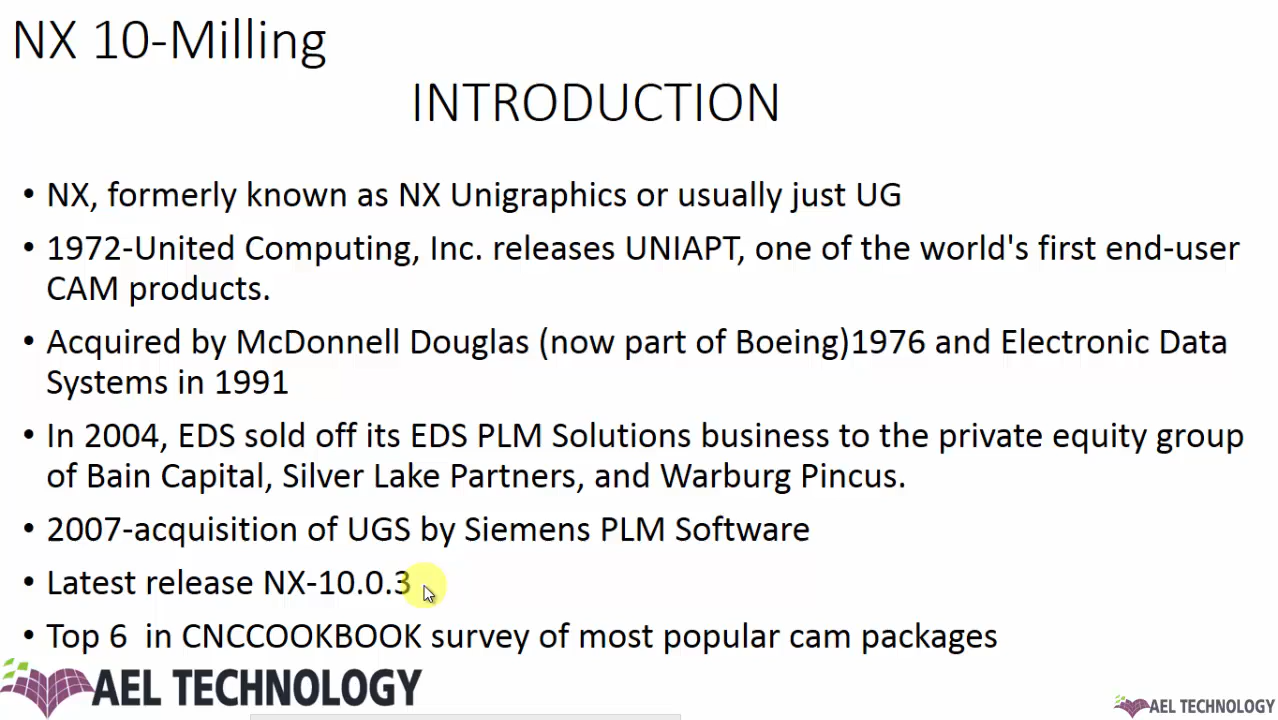 NX 10-Milling
INTRODUCTION
• NX, formerly known as NX Unigraphics or usually just UG
• 1972-United Computing, Inc. releases UNIAPT, one of the world's first end-user
CAM products.
• Acquired by McDonnell Douglas (now part of Boeing)1976 and Electronic Data
Systems in 1991
• In 2004, EDS sold off its EDS PLM Solutions business to the private equity group
of Bain Capital, Silver Lake Partners, and Warburg Pincus.
• 2007-acquisition of UGS by Siemens PLM Software
• Latest release NX-10.0.3
• Top 6  in CNCCOOKBOOK survey of most popular cam packages
AEL TECHNOLOGY
AEL TECHNOLOGY